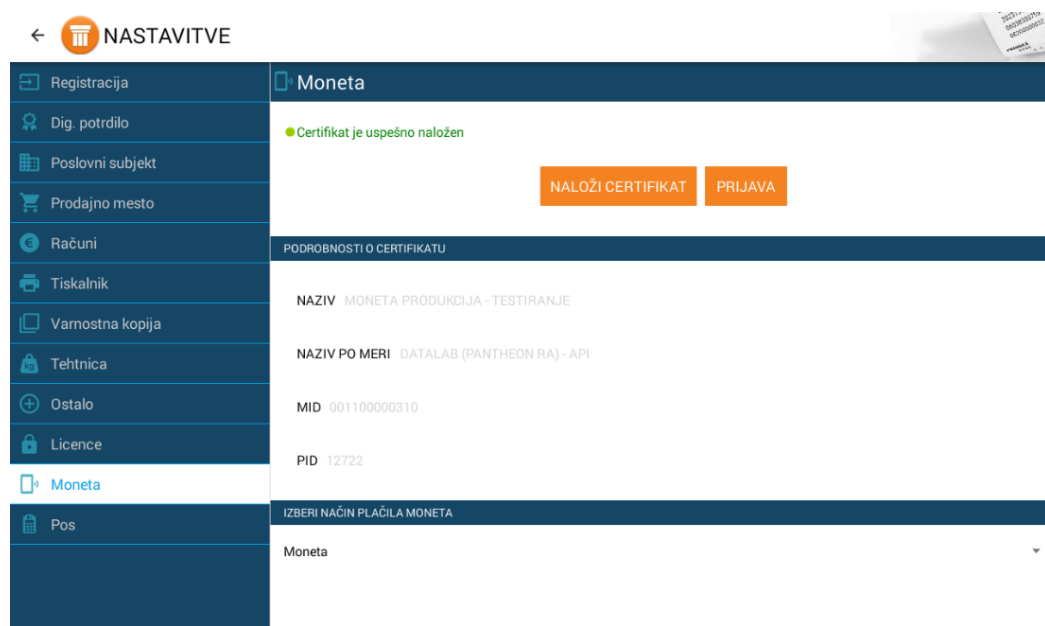 NASTAVITVE
Registracija
Dig. potrdilo
Poslovni subjekt
Prodajno mesto
Računi
Tiskalnik
Varnostna kopija
Tehtnica
Ostalo
Licence
Moneta
Pos
Moneta
Certifikat je uspešno naložen
NALOŽI CERTIFIKAT PRIJAVA
PODROBNOSTI O CERTIFIKATU
NAZIV MONETA PRODUKCIJA - TESTIRANJE
NAZIV PO MERI DATALAB (PANTHEON RA) - API
MID 001100000310
PID 12722
IZBERI NAČIN PLAČILA MONETA
Moneta